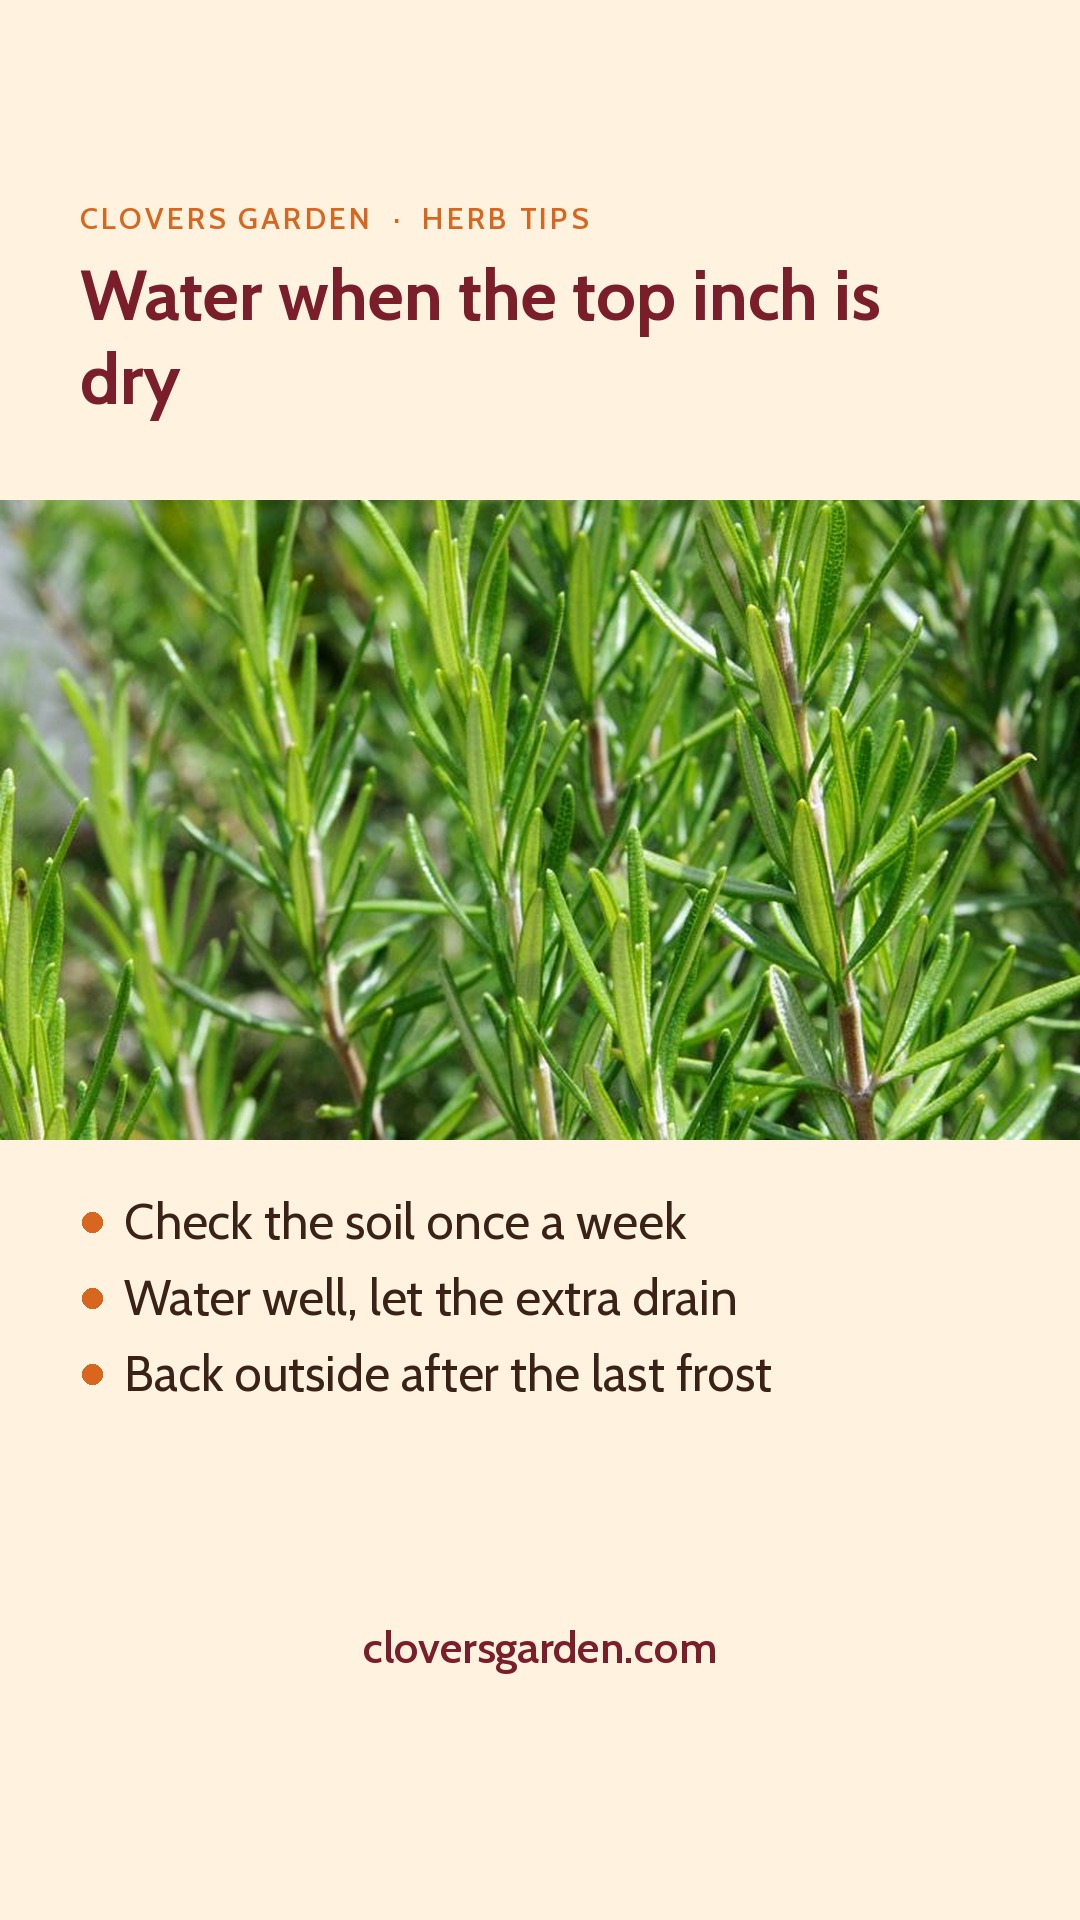 CLOVERS GARDEN · HERB TIPS
Water when the top inch is
dry
Check the soil once a week
Water well, let the extra drain
Back outside after the last frost
cloversgarden.com